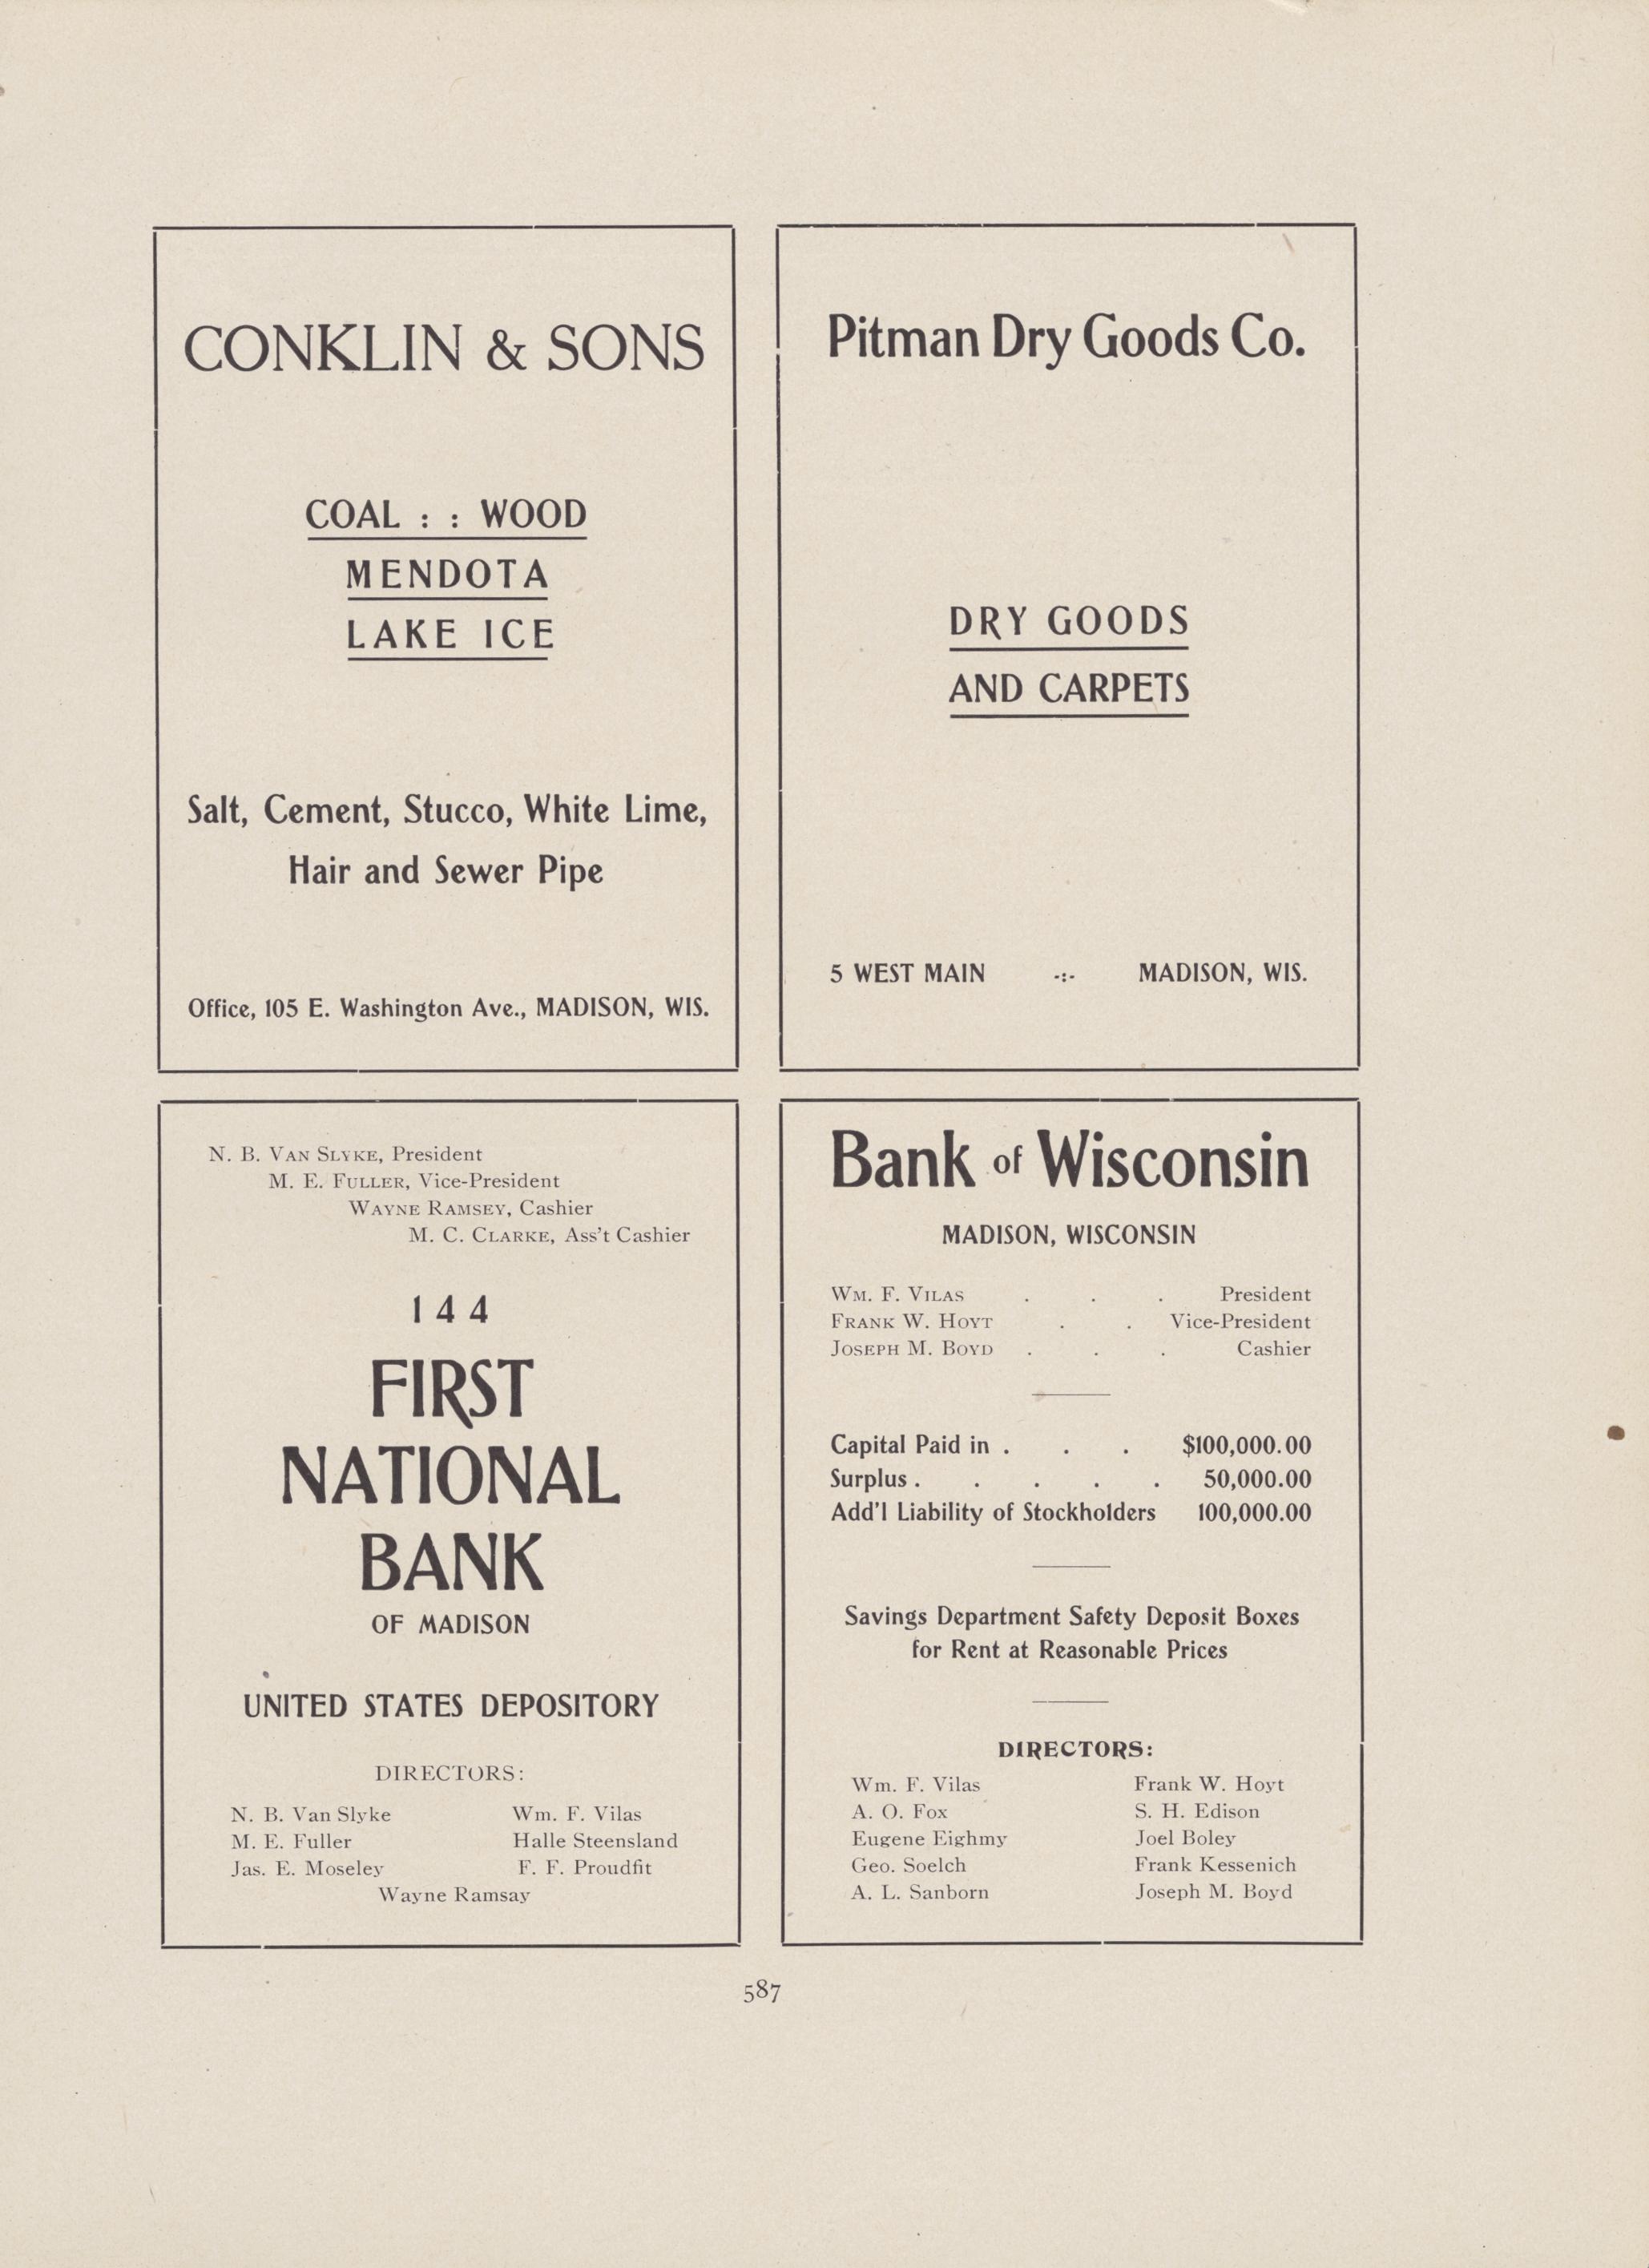 CONKLIN & SONS
COAL : : WOOD
MENDOTA
LAKE ICE
Salt, Cement, Stucco, White Lime,
Hair and Sewer Pipe
Office, 105 E. Washington Ave., MADISON, WIS.
Pitman Dry Goods Co.
DRY GOODS
AND CARPETS
5 WEST MAIN -:- MADISON, WIS.
N. B. VAN SLYKE, President
M. E. FULLER, Vice-President
WAYNE RAMSEY, Cashier
M. C. CLARKE, Ass't Cashier
144
FIRST
NATIONAL
BANK
OF MADISON
UNITED STATES DEPOSITORY
DIRECTORS:
N. B. Van Slyke Wm. F. Vilas
M. E. Fuller Halle Steensland
Jas. E. Moseley F. F. Proudfit
Wayne Ramsay
Bank of Wisconsin
MADISON, WISCONSIN
WM. F. VILAS . . . President
FRANK W. HOYT . . Vice-President
JOSEPH M. BOYD . . . Cashier
Capital Paid in . . . $100,000.00
Surplus . . . . . 50,000.00
Add'l Liability of Stockholders 100,000.00
Savings Department Safety Deposit Boxes
for Rent at Reasonable Prices
DIRECTORS:
Wm. F. Vilas Frank W. Hoyt
A. O. Fox S. H. Edison
Eugene Eighmy Joel Boley
Geo. Soelch Frank Kessenich
A. L. Sanborn Joseph M. Boyd
587